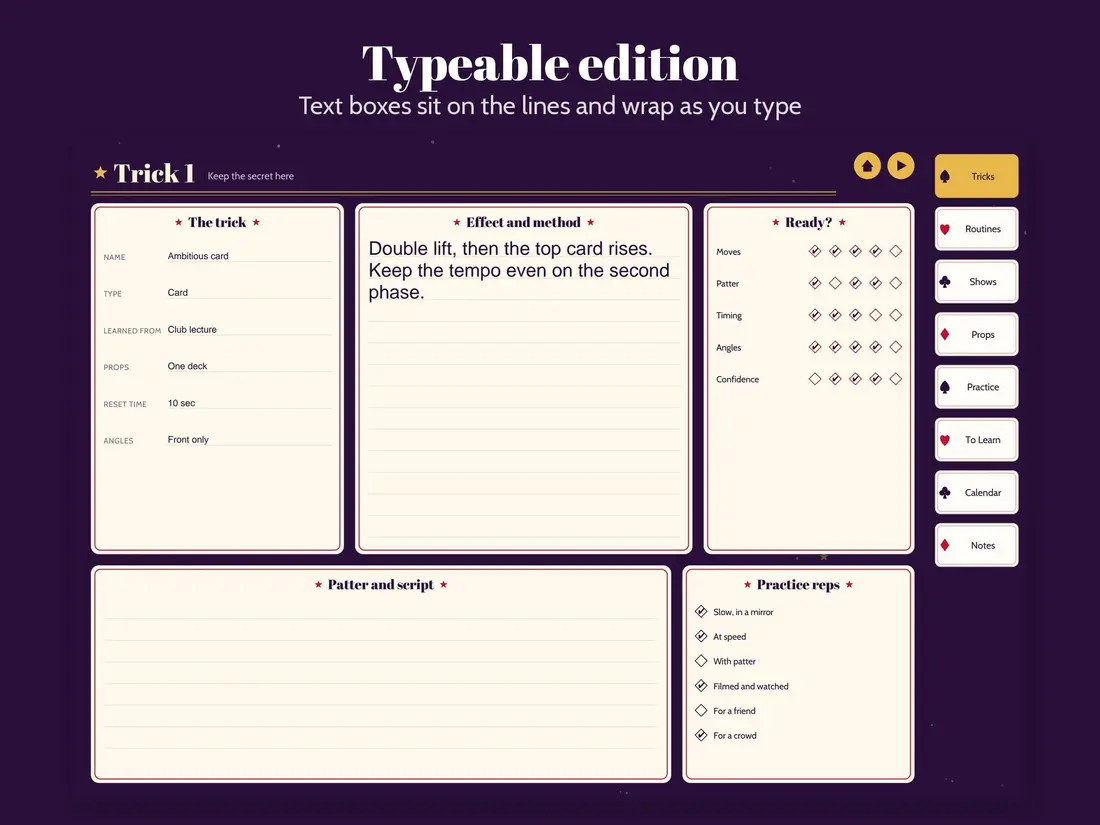 Typeable edition
Text boxes sit on the lines and wrap as you type
Trick 1 Keep the secret here
The trick
NAME Ambitious card
TYPE Card
LEARNED FROM Club lecture
PROPS One deck
RESET TIME 10 sec
ANGLES Front only
Effect and method
Double lift, then the top card rises.
Keep the tempo even on the second
phase.
Ready?
Moves
Patter
Timing
Angles
Confidence
Patter and script
Practice reps
Slow, in a mirror
At speed
With patter
Filmed and watched
For a friend
For a crowd
Tricks
Routines
Shows
Props
Practice
To Learn
Calendar
Notes